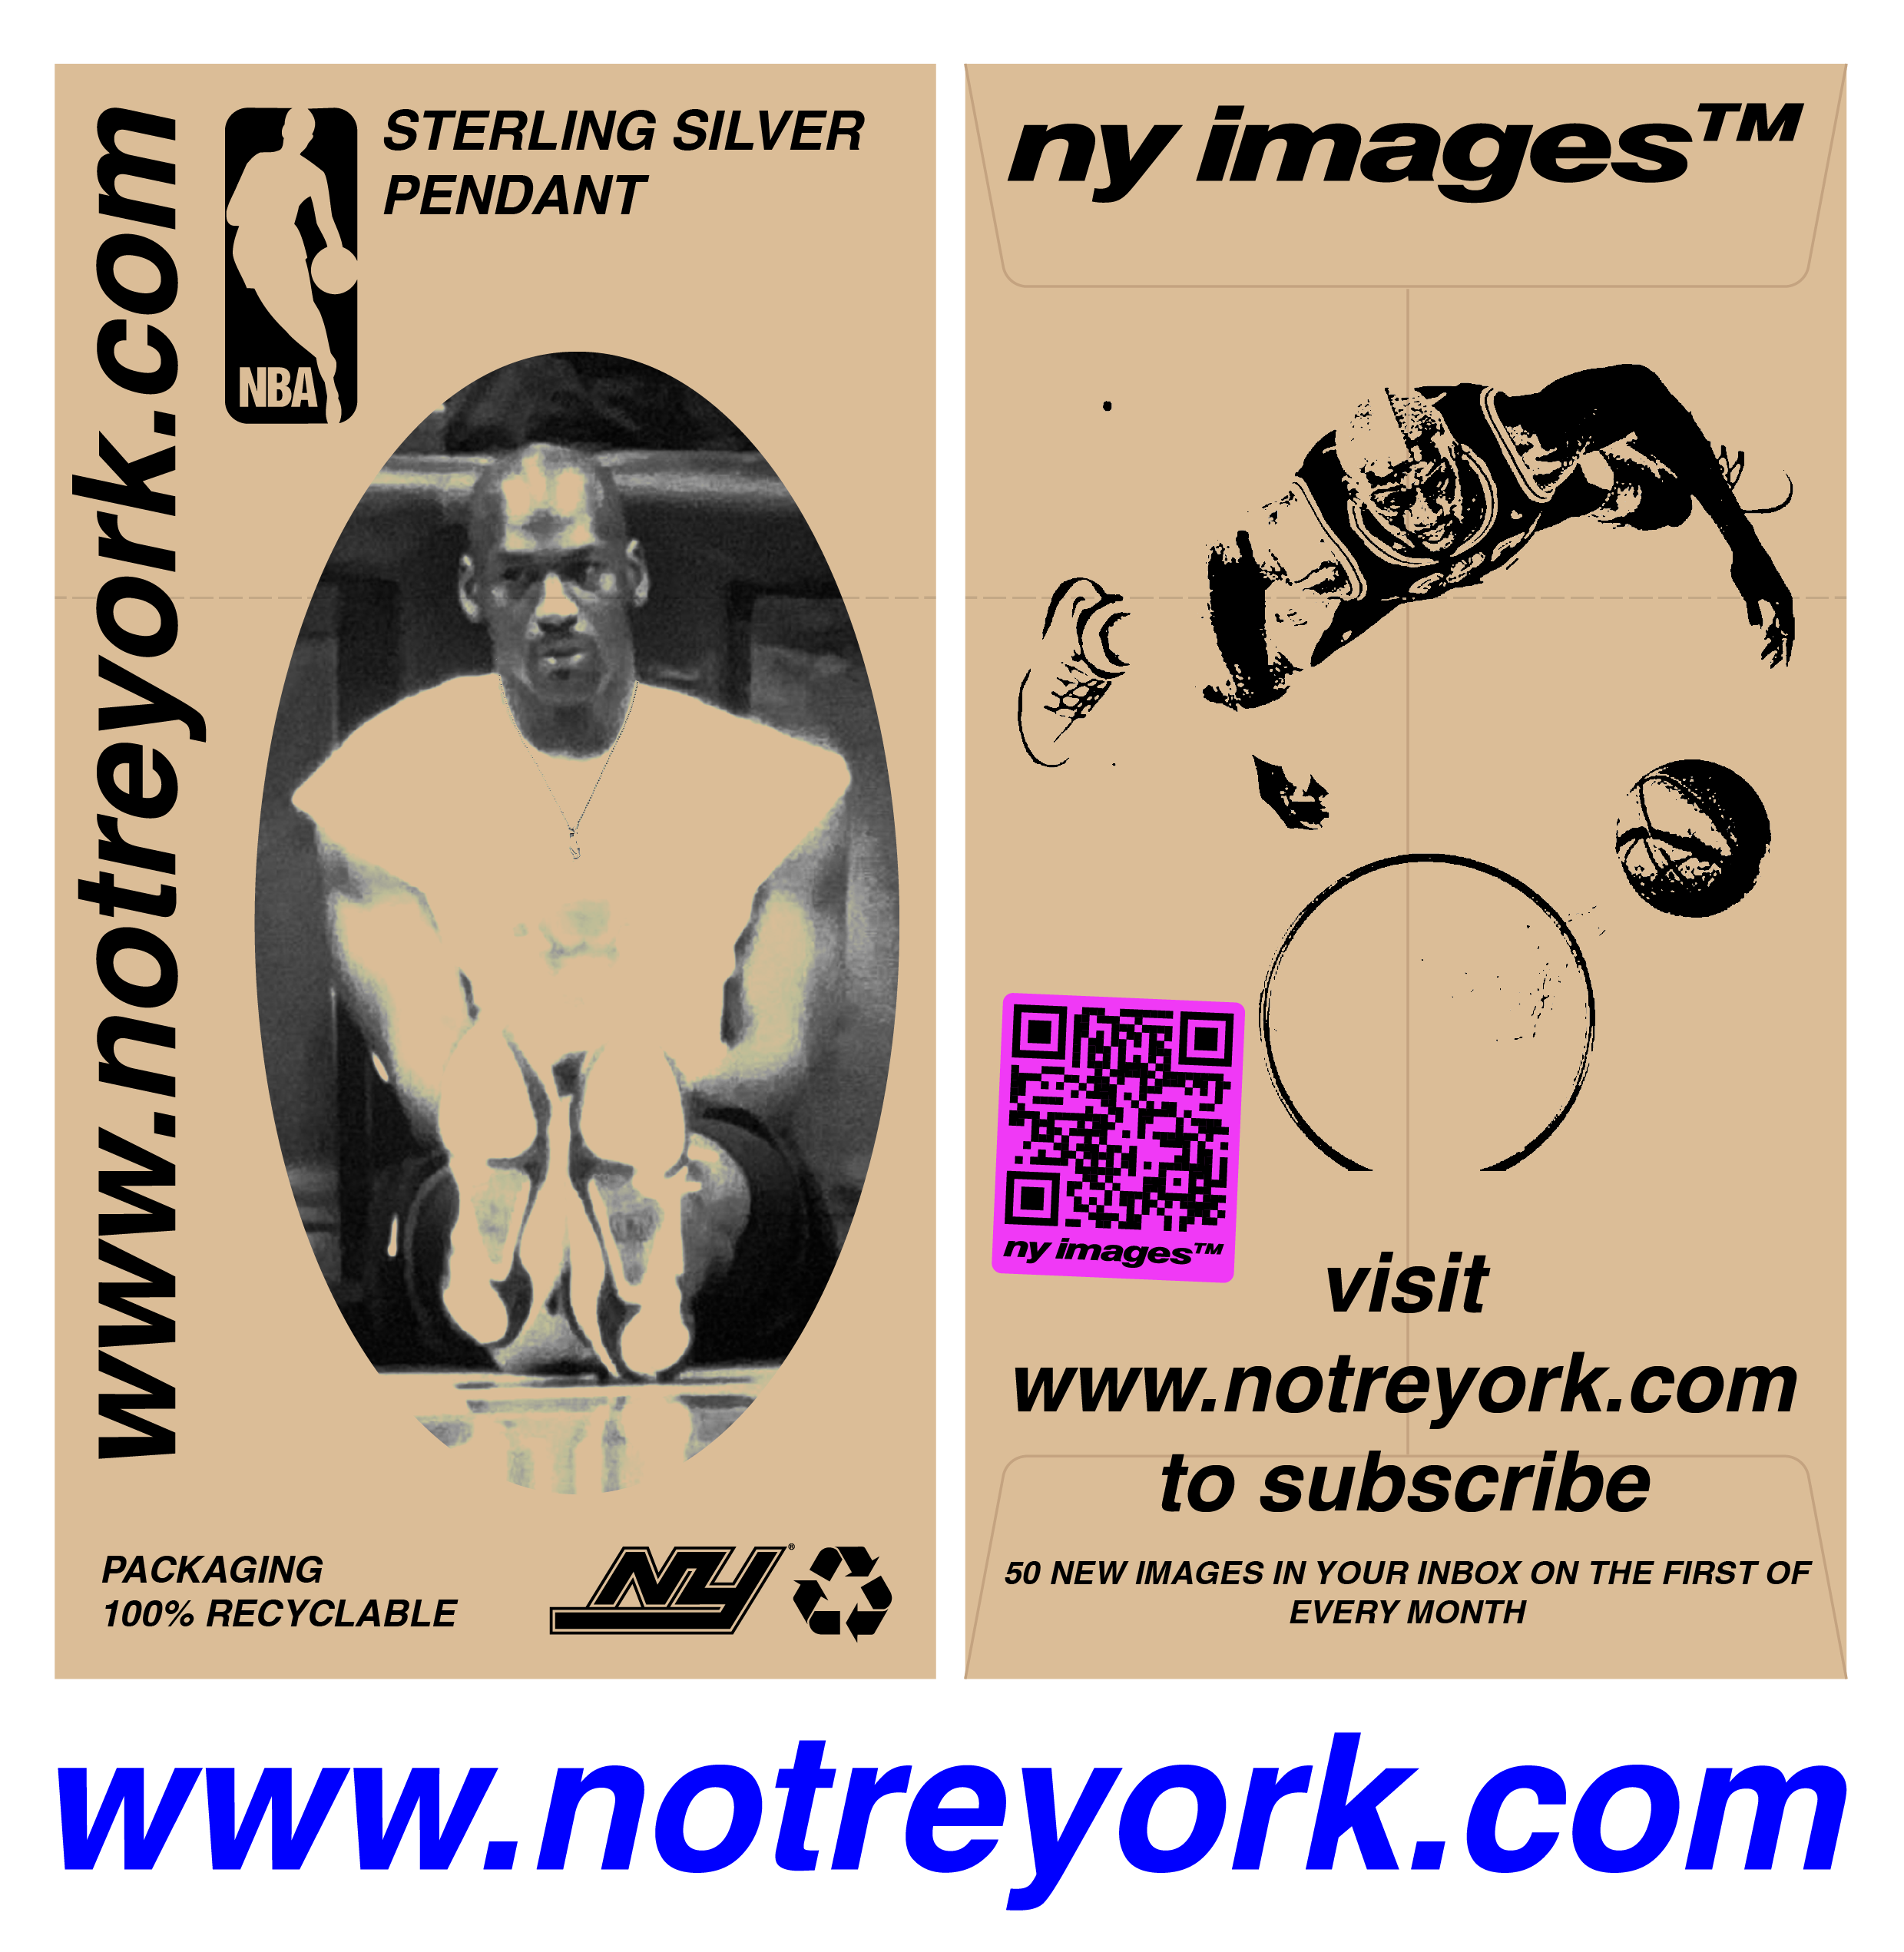 www.notreyork.com
NBA
STERLING SILVER
PENDANT
PACKAGING
100% RECYCLABLE
NY®
ny images™
ny images™
visit
www.notreyork.com
to subscribe
50 NEW IMAGES IN YOUR INBOX ON THE FIRST OF
EVERY MONTH
www.notreyork.com